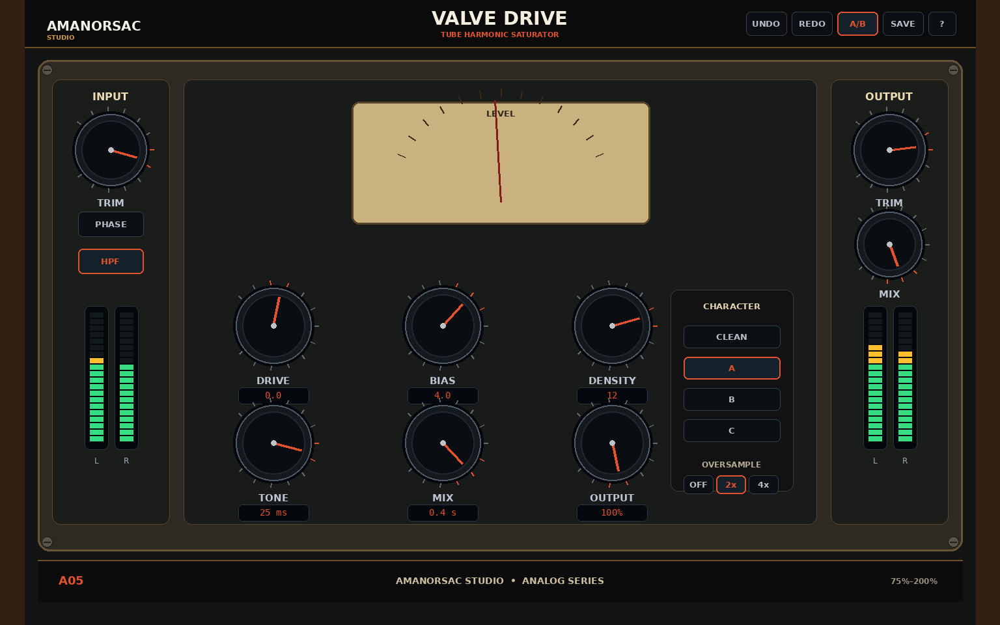 AMANORSAC
STUDIO
VALVE DRIVE
TUBE HARMONIC SATURATOR
UNDO REDO A/B SAVE ?
INPUT
TRIM
PHASE
HPF
L R
LEVEL
DRIVE
0.0
BIAS
4.0
DENSITY
12
TONE
25 ms
MIX
0.4 s
OUTPUT
100%
CHARACTER
CLEAN
A
B
C
OVERSAMPLE
OFF 2x 4x
OUTPUT
TRIM
MIX
L R
A05
AMANORSAC STUDIO • ANALOG SERIES
75%–200%